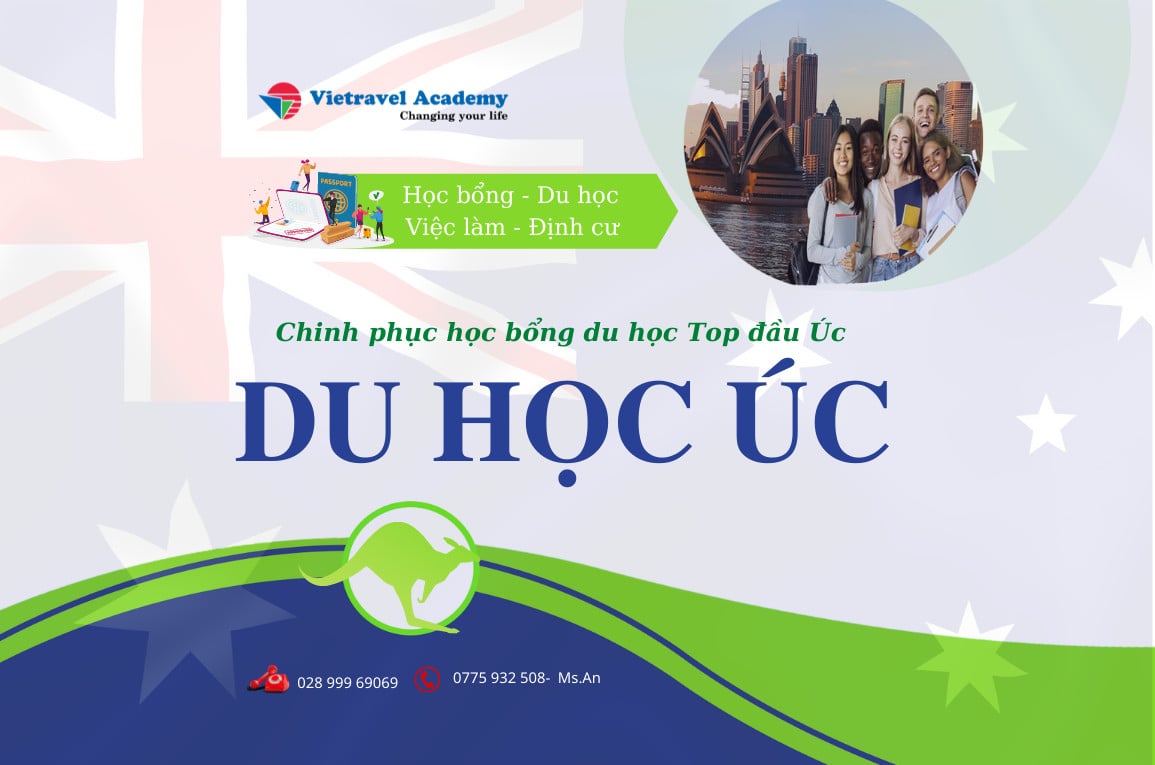 Vietravel Academy
Changing your life
PASSPORT
Học bổng - Du học
Việc làm - Định cư
Chinh phục học bổng du học Top đầu Úc
DU HỌC ÚC
028 999 69069
0775 932 508- Ms.An